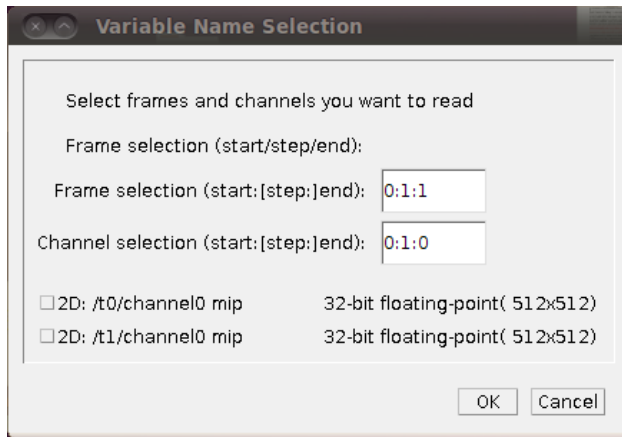 Variable Name Selection
Select frames and channels you want to read
Frame selection (start/step/end):
Frame selection (start:[step:]end): 0:1:1
Channel selection (start:[step:]end): 0:1:0
2D: /t0/channel0 mip 32-bit floating-point( 512x512)
2D: /t1/channel0 mip 32-bit floating-point( 512x512)
OK Cancel